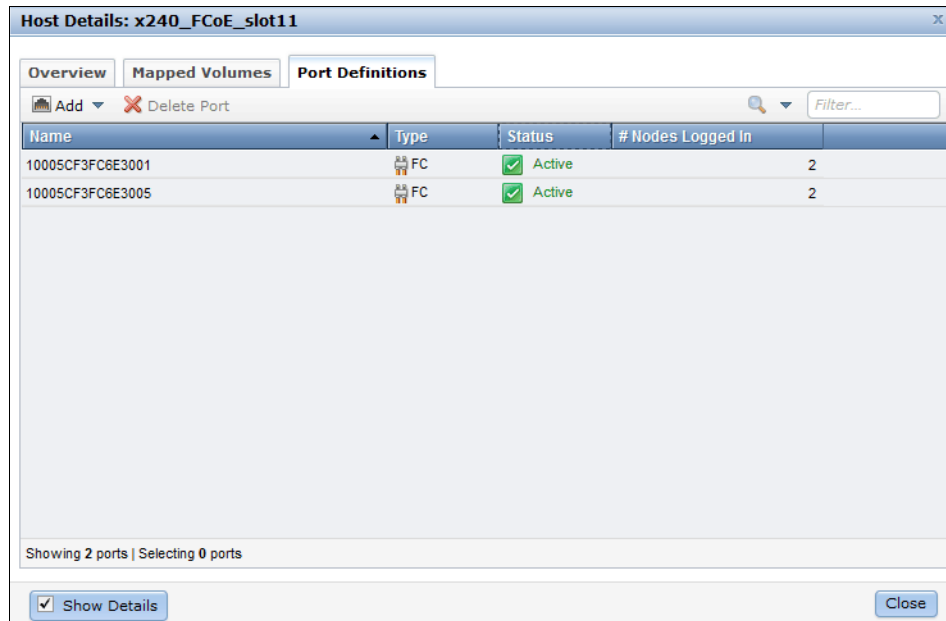 Host Details: x240_FCoE_slot11 x
Overview Mapped Volumes Port Definitions
Add Delete Port Filter...
Name Type Status # Nodes Logged In
10005CF3FC6E3001 FC Active 2
10005CF3FC6E3005 FC Active 2
Showing 2 ports | Selecting 0 ports
Show Details Close